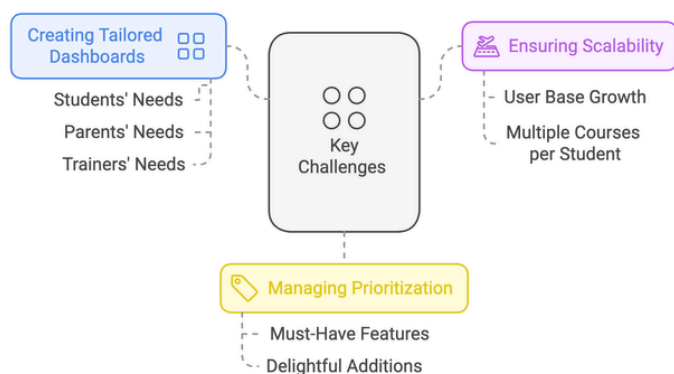 Creating Tailored
Dashboards
Students' Needs
Parents' Needs
Trainers' Needs
Key
Challenges
Ensuring Scalability
User Base Growth
Multiple Courses
per Student
Managing Prioritization
Must-Have Features
Delightful Additions